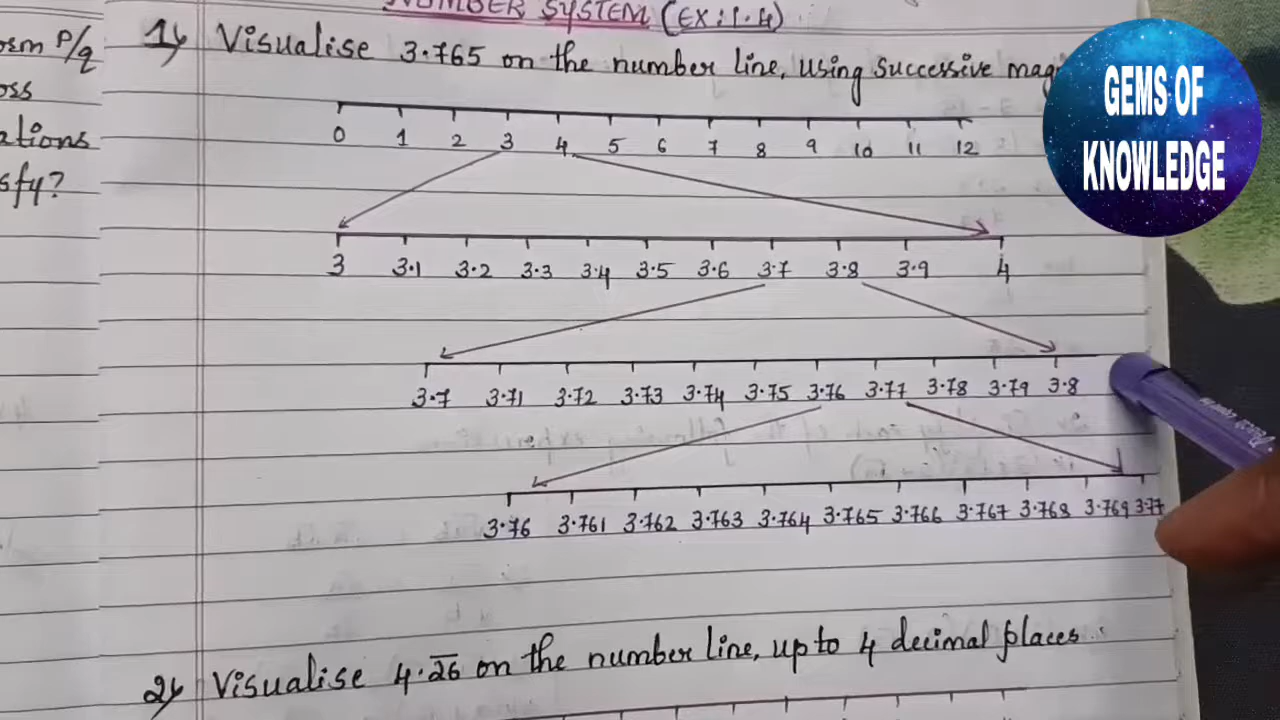 NUMBER SYSTEM (EX:1.4)
P/q
1) Visualise 3.765 on the number line, using successive
GEMS OF
KNOWLEDGE
0 1 2 3 4 5 6 7 8 9 10 11 12
3 3.1 3.2 3.3 3.4 3.5 3.6 3.7 3.8 3.9 4
3.7 3.71 3.72 3.73 3.74 3.75 3.76 3.77 3.78 3.79 3.8
3.76 3.761 3.762 3.763 3.764 3.765 3.766 3.767 3.768 3.769 3.77
2) Visualise 4.2̅6̅ on the number line, up to 4 decimal places.